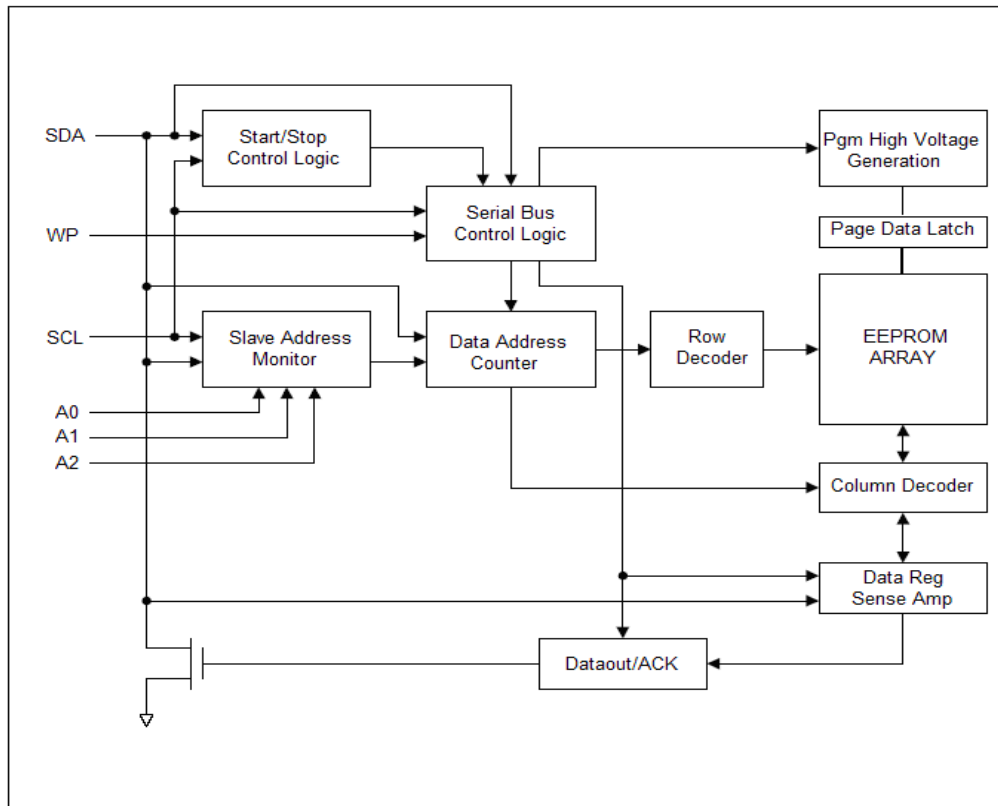 SDA
Start/Stop
Control Logic
Pgm High Voltage
Generation
WP
Serial Bus
Control Logic
Page Data Latch
SCL
Slave Address
Monitor
Data Address
Counter
Row
Decoder
EEPROM
ARRAY
A0
A1
A2
Column Decoder
Data Reg
Sense Amp
Dataout/ACK